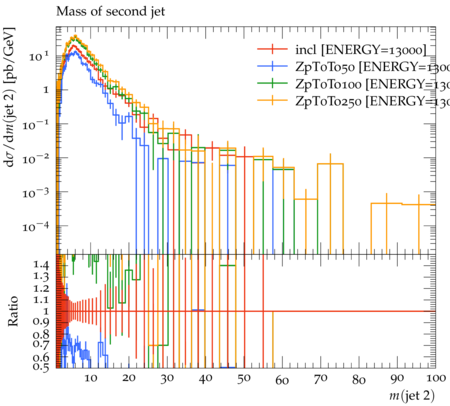 Mass of second jet
dσ/dm(jet 2) [pb/GeV]
10¹
1
10⁻¹
10⁻²
10⁻³
10⁻⁴
incl [ENERGY=13000]
ZpToTo50 [ENERGY=1300
ZpToTo100 [ENERGY=130
ZpToTo250 [ENERGY=130
Ratio
1.4
1.3
1.2
1.1
1
0.9
0.8
0.7
0.6
0.5
10 20 30 40 50 60 70 80 90 100
m(jet 2)